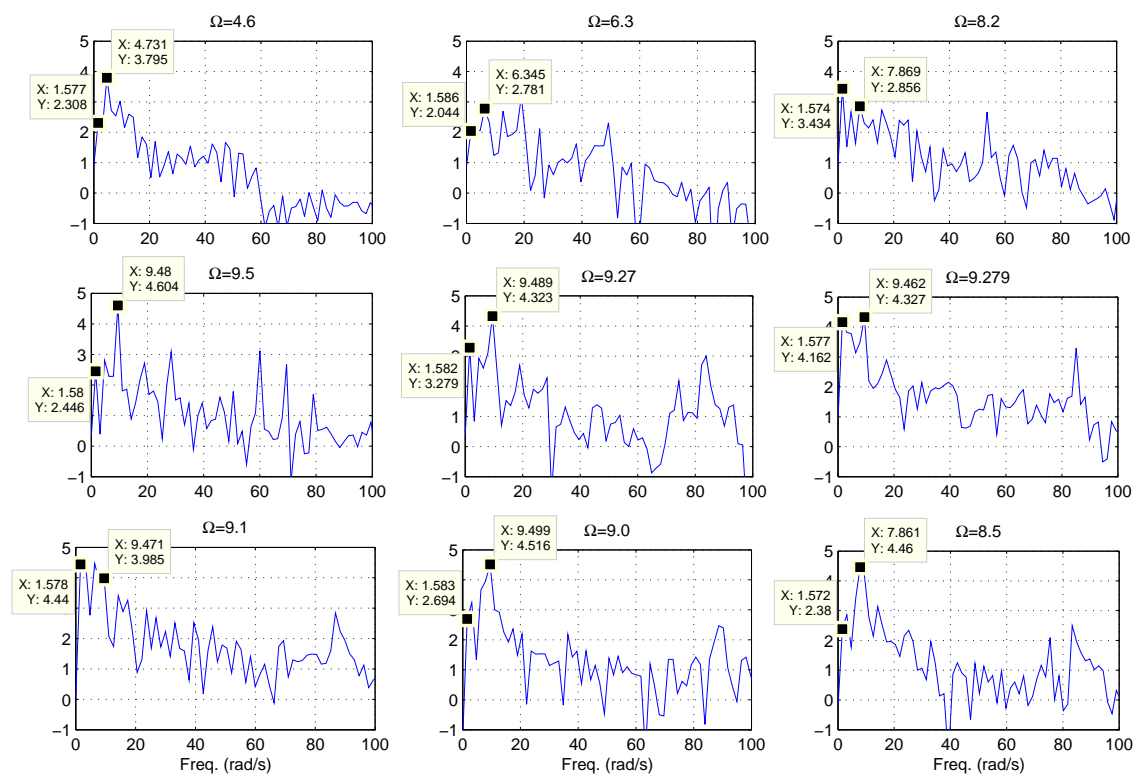 Ω=4.6
X: 4.731
Y: 3.795
X: 1.577
Y: 2.308
5
4
3
2
1
0
−1
0 20 40 60 80 100
Ω=6.3
X: 6.345
Y: 2.781
X: 1.586
Y: 2.044
5
4
3
2
1
0
−1
0 20 40 60 80 100
Ω=8.2
X: 7.869
Y: 2.856
X: 1.574
Y: 3.434
5
4
2
1
0
−1
0 20 40 60 80 100
Ω=9.5
X: 9.48
Y: 4.604
X: 1.58
Y: 2.446
5
4
3
2
1
0
−1
0 20 40 60 80 100
Ω=9.27
X: 9.489
Y: 4.323
X: 1.582
Y: 3.279
5
4
2
1
0
−1
0 20 40 60 80 100
Ω=9.279
X: 9.462
Y: 4.327
X: 1.577
Y: 4.162
5
2
1
0
−1
0 20 40 60 80 100
Ω=9.1
X: 9.471
Y: 3.985
X: 1.578
Y: 4.44
5
2
1
0
−1
0 20 40 60 80 100
Freq. (rad/s)
Ω=9.0
X: 9.499
Y: 4.516
X: 1.583
Y: 2.694
5
4
1
0
−1
0 20 40 60 80 100
Freq. (rad/s)
Ω=8.5
X: 7.861
Y: 4.46
X: 1.572
Y: 2.38
5
4
1
0
−1
0 20 40 60 80 100
Freq. (rad/s)